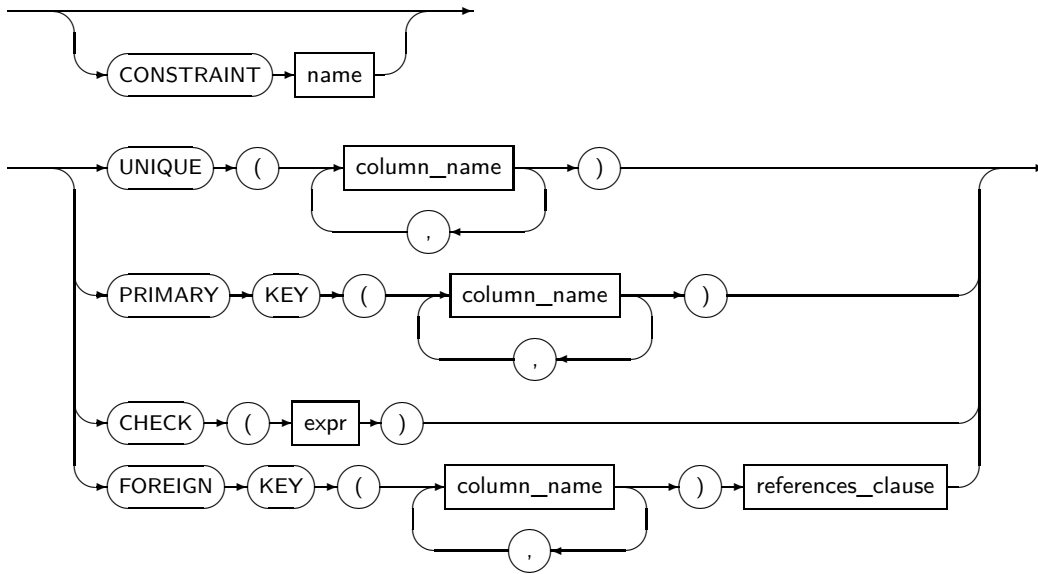 CONSTRAINT name
UNIQUE ( column_name )
,
PRIMARY KEY ( column_name )
,
CHECK ( expr )
FOREIGN KEY ( column_name ) references_clause
,